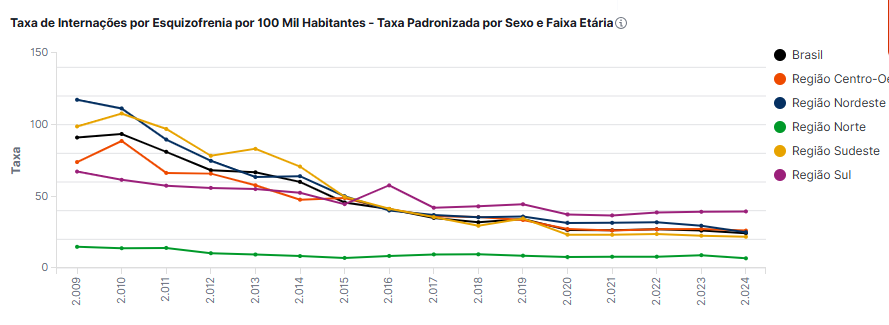 Taxa de Internações por Esquizofrenia por 100 Mil Habitantes - Taxa Padronizada por Sexo e Faixa Etária
150
100
50
0
Taxa
2.009
2.010
2.011
2.012
2.013
2.014
2.015
2.016
2.017
2.018
2.019
2.020
2.021
2.022
2.023
2.024
Brasil
Região Centro-Oe
Região Nordeste
Região Norte
Região Sudeste
Região Sul